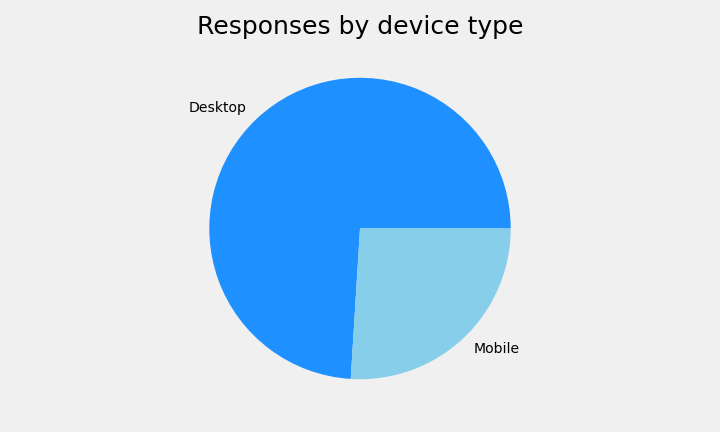 Responses by device type
Desktop
Mobile